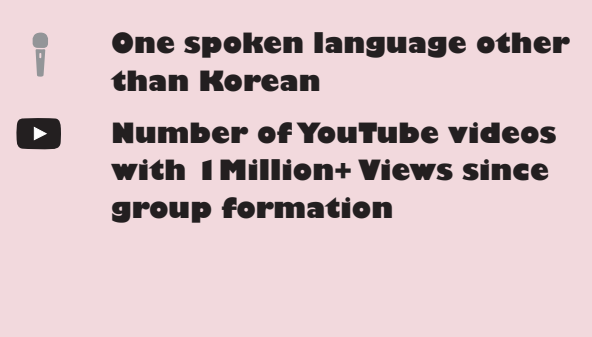 One spoken language other
than Korean
Number of YouTube videos
with 1 Million+ Views since
group formation